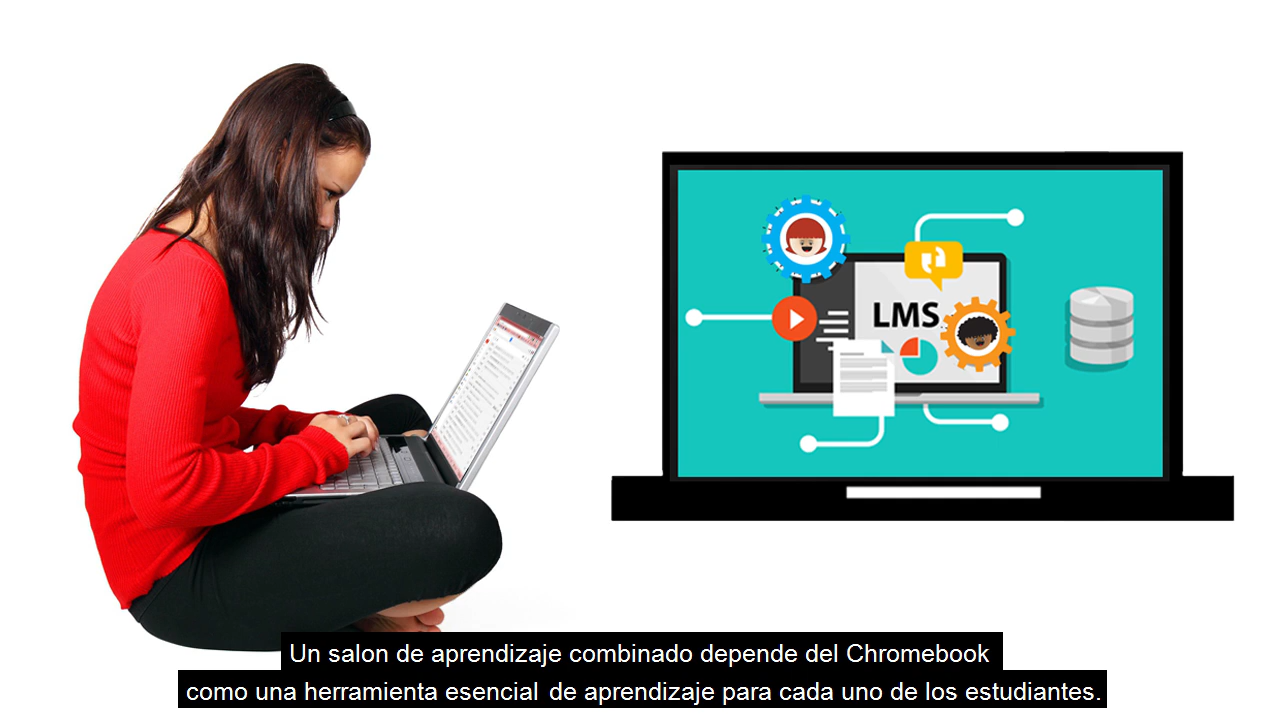 LMS
Un salon de aprendizaje combinado depende del Chromebook
como una herramienta esencial de aprendizaje para cada uno de los estudiantes.